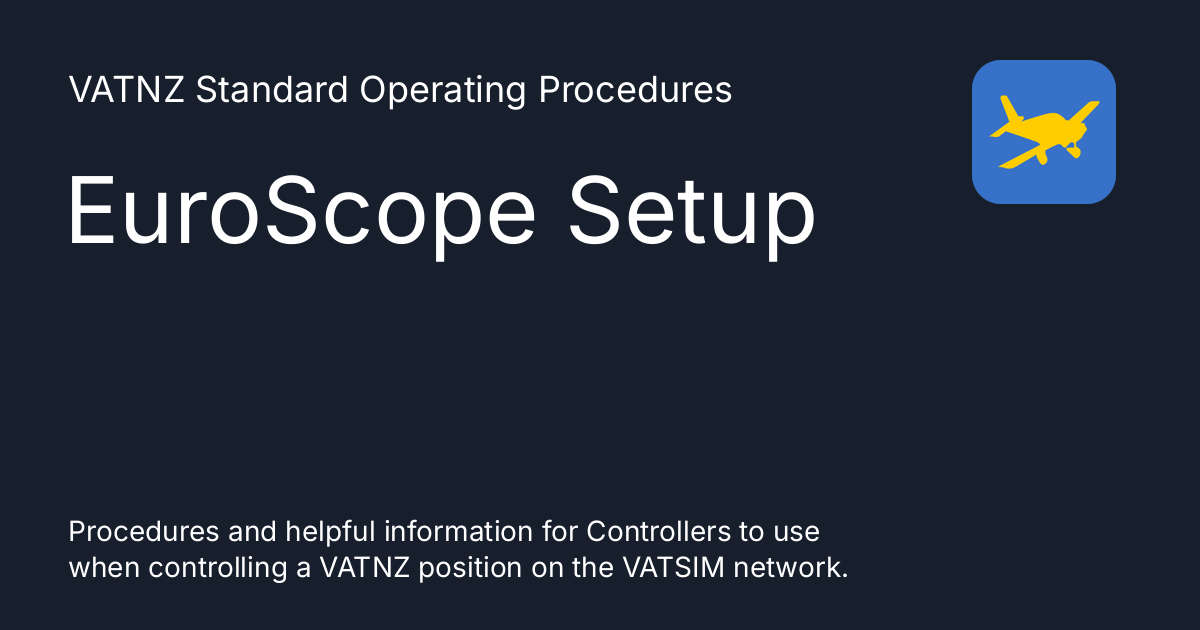 VATNZ Standard Operating Procedures
EuroScope Setup
Procedures and helpful information for Controllers to use
when controlling a VATNZ position on the VATSIM network.